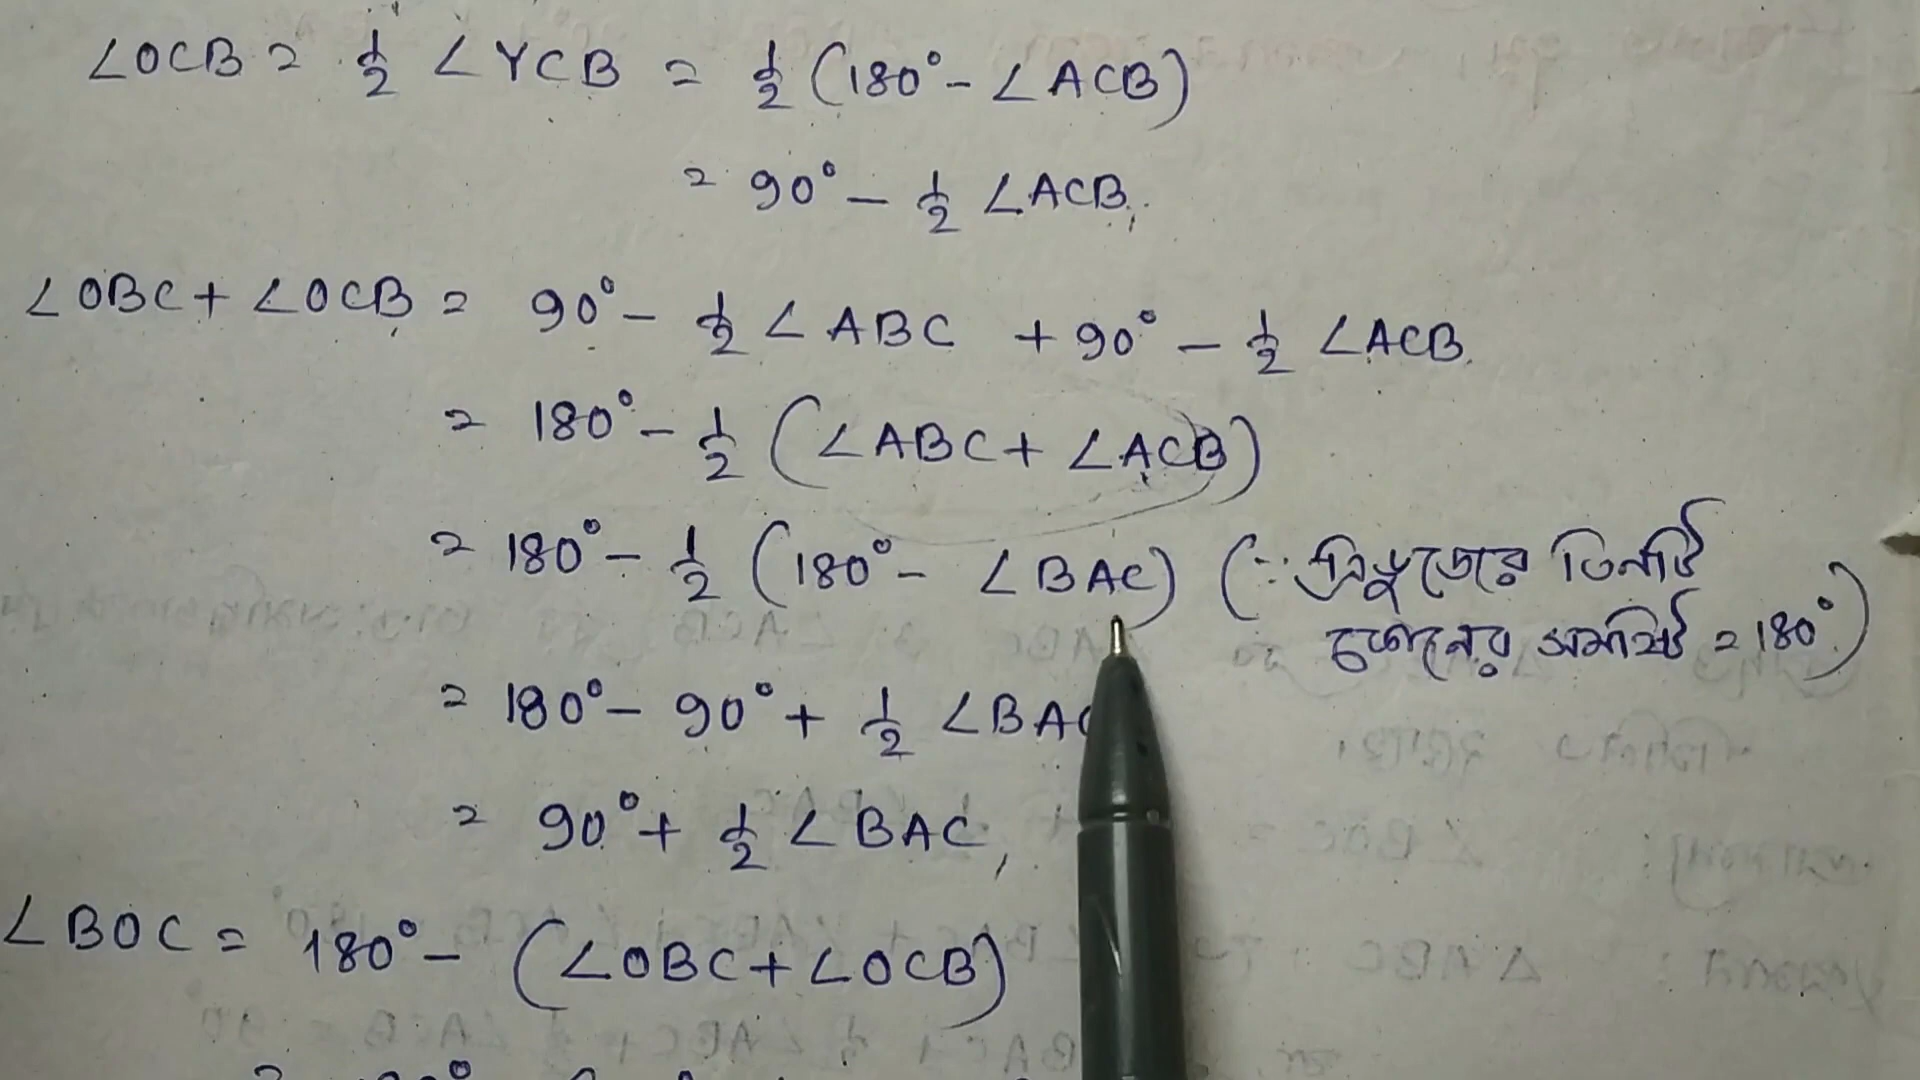 ∠OCB = 1/2 ∠YCB = 1/2 (180° - ∠ACB)
= 90° - 1/2 ∠ACB,
∠OBC + ∠OCB = 90° - 1/2 ∠ABC + 90° - 1/2 ∠ACB
= 180° - 1/2 (∠ABC + ∠ACB)
= 180° - 1/2 (180° - ∠BAC) (∵ ত্রিভুজের তিনটি
কোনের সমষ্টি = 180°)
= 180° - 90° + 1/2 ∠BAC
= 90° + 1/2 ∠BAC,
∠BOC = 180° - (∠OBC + ∠OCB)